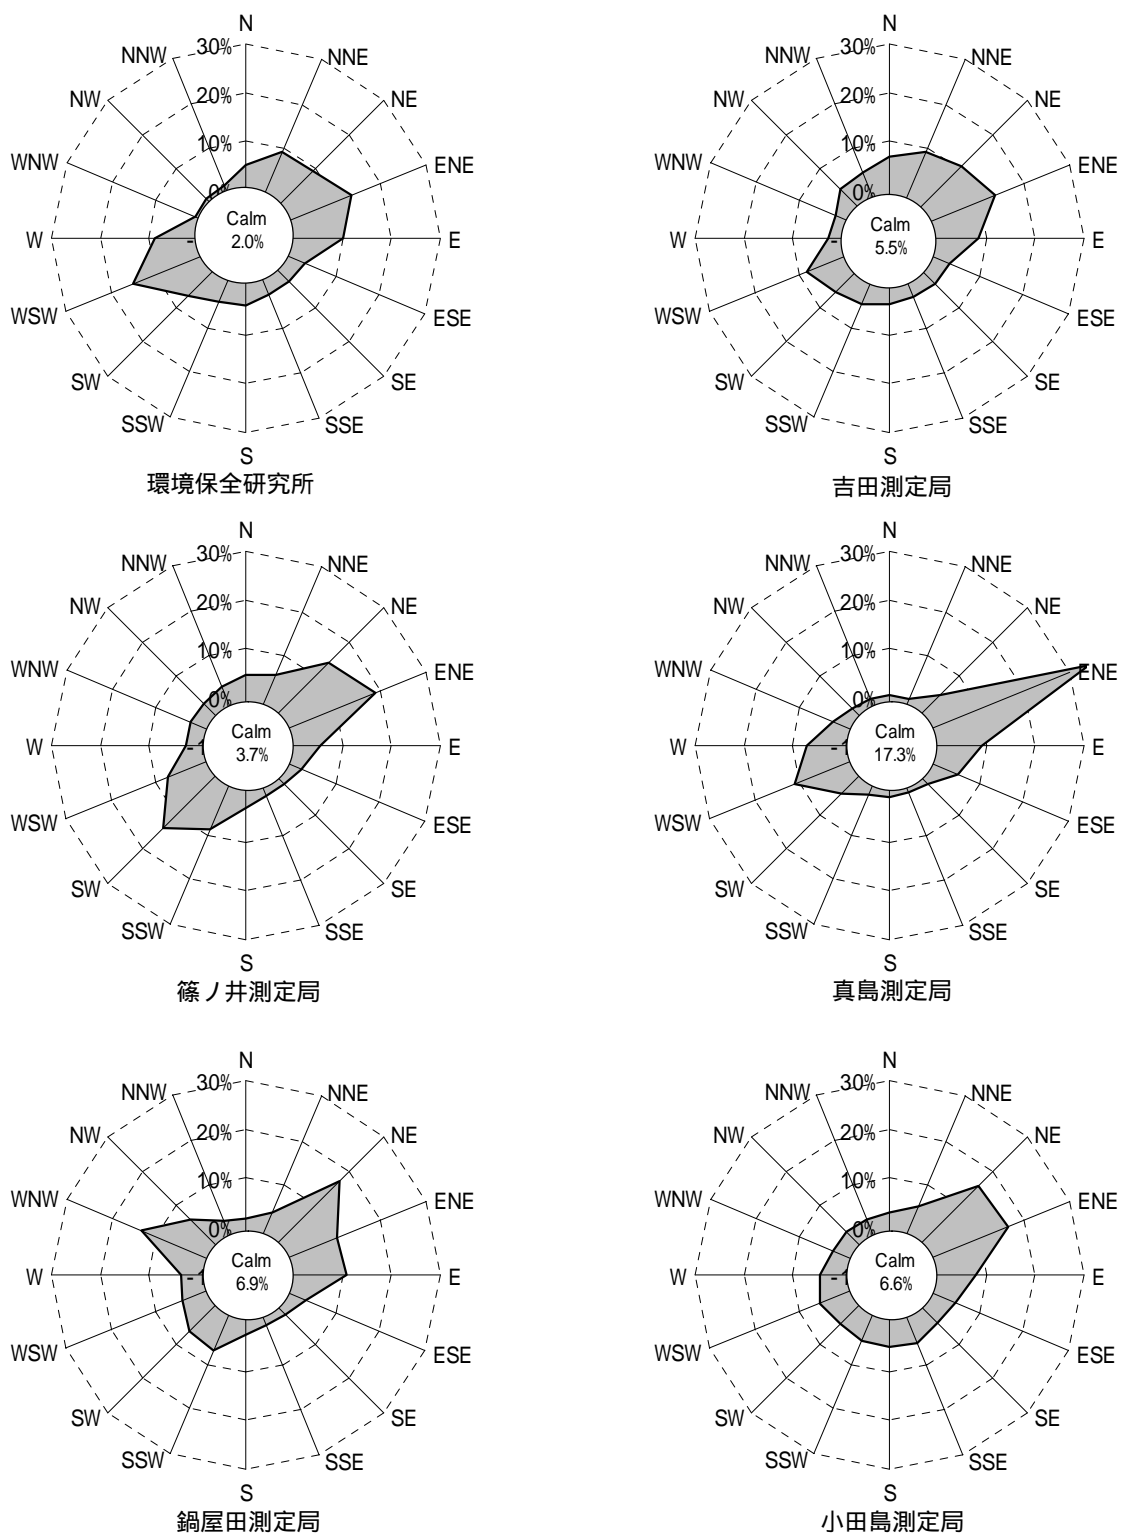 N
NNW 30% NNE
NW 20% NE
WNW 10% ENE
0%
Calm
W - 2.0% E
WSW ESE
SW SE
SSW SSE
S
環境保全研究所
N
NNW 30% NNE
NW 20% NE
WNW 10% ENE
0%
Calm
W - 5.5% E
WSW ESE
SW SE
SSW SSE
S
吉田測定局
N
NNW 30% NNE
NW 20% NE
WNW 10% ENE
0%
Calm
W - 3.7% E
WSW ESE
SW SE
SSW SSE
S
篠ノ井測定局
N
NNW 30% NNE
NW 20% NE
WNW 10% ENE
0%
Calm
W - 17.3% E
WSW ESE
SW SE
SSW SSE
S
真島測定局
N
NNW 30% NNE
NW 20% NE
WNW 10% ENE
0%
Calm
W - 6.9% E
WSW ESE
SW SE
SSW SSE
S
鍋屋田測定局
N
NNW 30% NNE
NW 20% NE
WNW 10% ENE
0%
Calm
W - 6.6% E
WSW ESE
SW SE
SSW SSE
S
小田島測定局